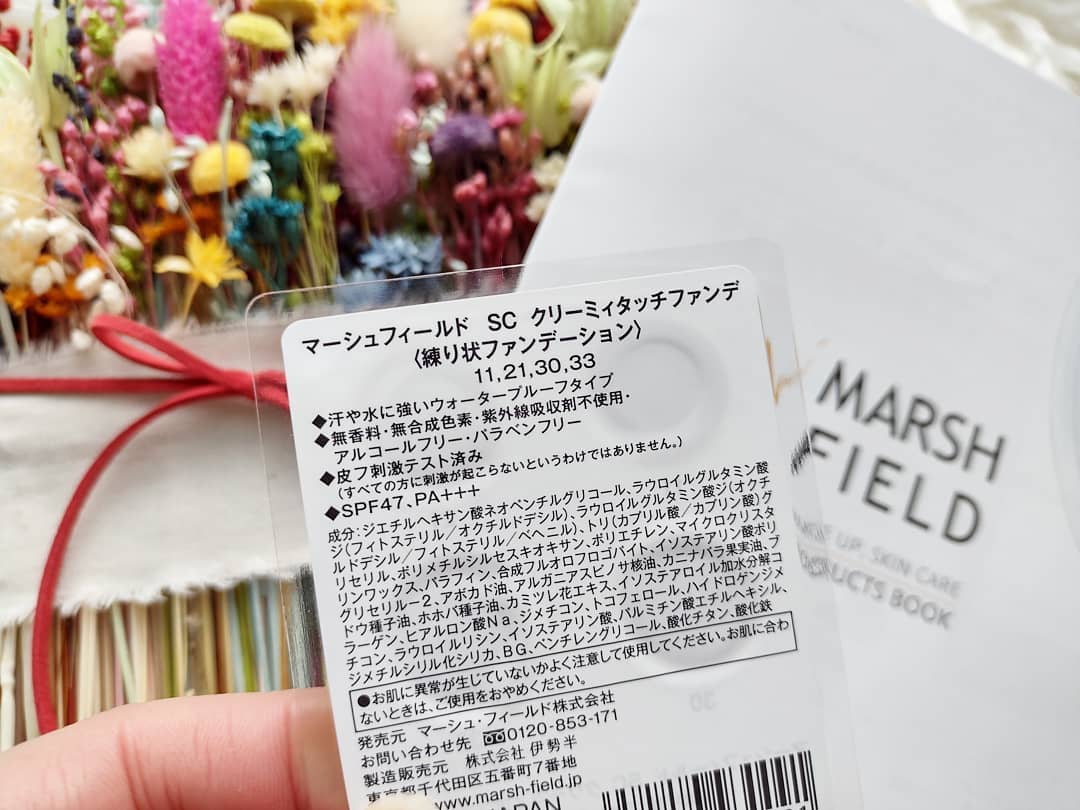 マーシュフィールド SC クリーミィタッチファンデ
〈練り状ファンデーション〉
11,21,30,33
◆汗や水に強いウォータープルーフタイプ
◆無香料・無合成色素・紫外線吸収剤不使用・
アルコールフリー・パラベンフリー
◆皮フ刺激テスト済み
(すべての方に刺激が起こらないというわけではありません。)
◆SPF47、PA+++
成分:ジエチルヘキサン酸ネオペンチルグリコール、ラウロイルグルタミン酸
ジ(フィトステリル/オクチルドデシル)、ラウロイルグルタミン酸ジ(オクチ
ルドデシル/フィトステリル/ベヘニル)、トリ(カプリル酸/カプリン酸)グ
リセリル、ポリメチルシルセスキオキサン、ポリエチレン、マイクロクリスタ
リンワックス、パラフィン、合成フルオロフロゴパイト、イソステアリン酸ポリ
グリセリル-2、アボカド油、アルガニアスピノサ核油、カニナバラ果実油、ブ
ドウ種子油、ホホバ種子油、カミツレ花エキス、イソステアロイル加水分解コ
ラーゲン、ヒアルロン酸Na、ジメチコン、トコフェロール、ハイドロゲンジメ
チコン、ラウロイルリシン、イソステアリン酸、パルミチン酸エチルヘキシル、
ジメチルシリル化シリカ、BG、ペンチレングリコール、酸化チタン、酸化鉄
●お肌に異常が生じていないかよく注意して使用してください。お肌に合わ
ないときは、ご使用をおやめください。
発売元 マーシュ・フィールド株式会社
お問い合わせ先 0120-853-171
製造販売元 株式会社 伊勢半
東京都千代田区五番町7番地
www.marsh-field.jp
JAPAN
MARSH
FIELD
MAKE UP, SKIN CARE
PRODUCTS BOOK
30